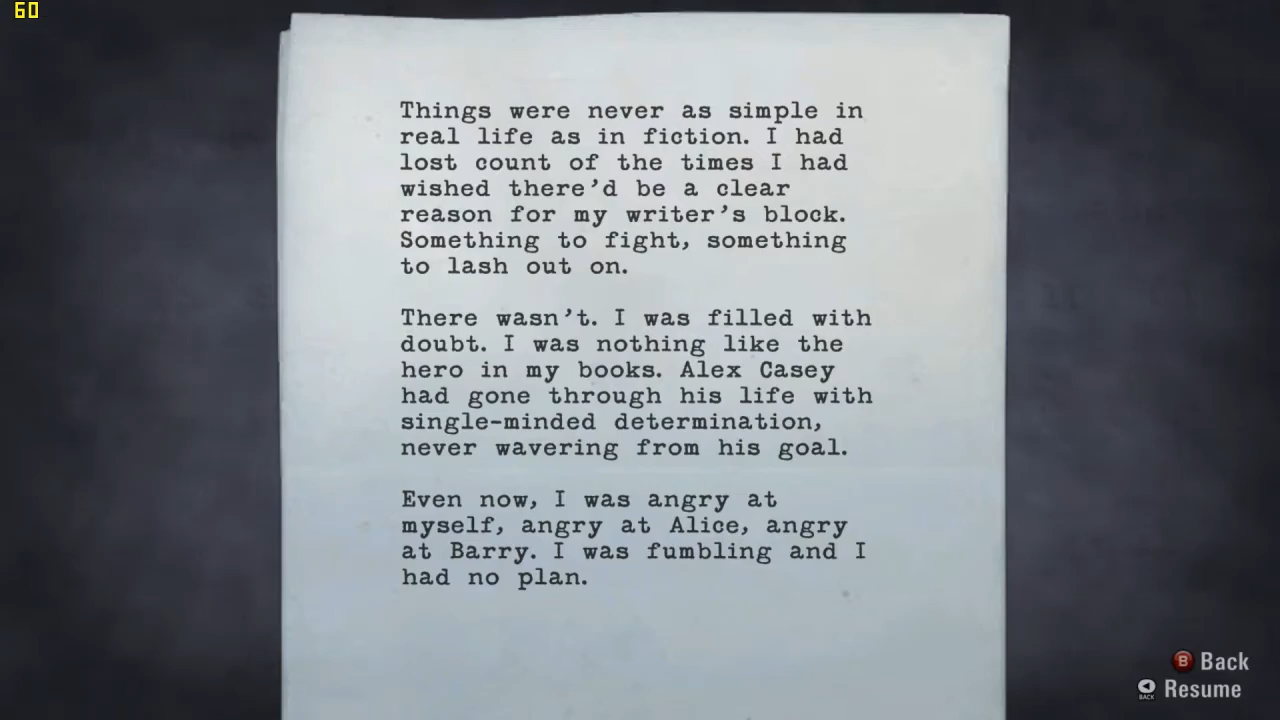 60
Things were never as simple in
real life as in fiction. I had
lost count of the times I had
wished there'd be a clear
reason for my writer's block.
Something to fight, something
to lash out on.
There wasn't. I was filled with
doubt. I was nothing like the
hero in my books. Alex Casey
had gone through his life with
single-minded determination,
never wavering from his goal.
Even now, I was angry at
myself, angry at Alice, angry
at Barry. I was fumbling and I
had no plan.
B Back
BACK Resume